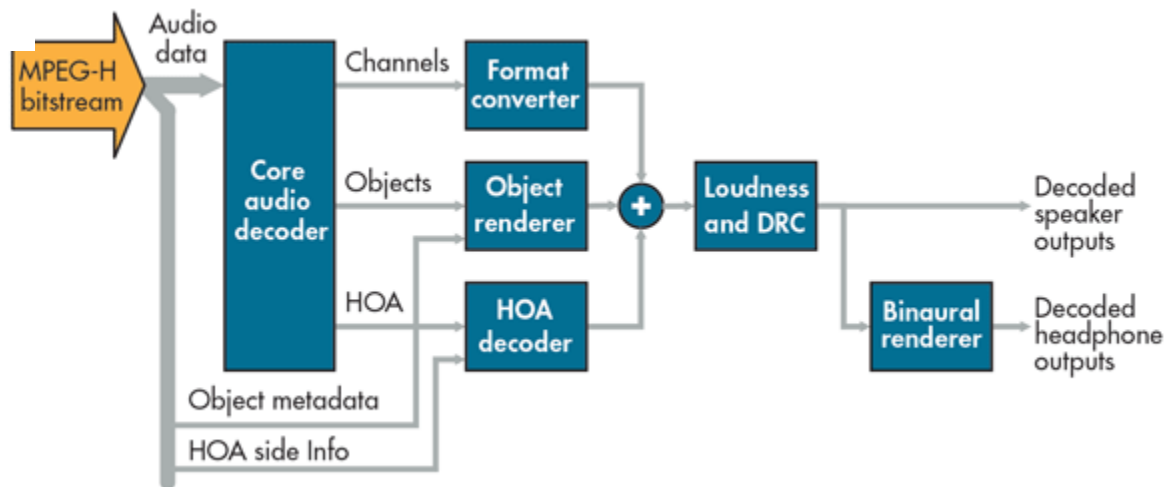 Audio
data
MPEG-H
bitstream
Channels
Format
converter
Core
audio
decoder
Objects
Object
renderer
+
Loudness
and DRC
Decoded
speaker
outputs
HOA
HOA
decoder
Binaural
renderer
Decoded
headphone
outputs
Object metadata
HOA side Info